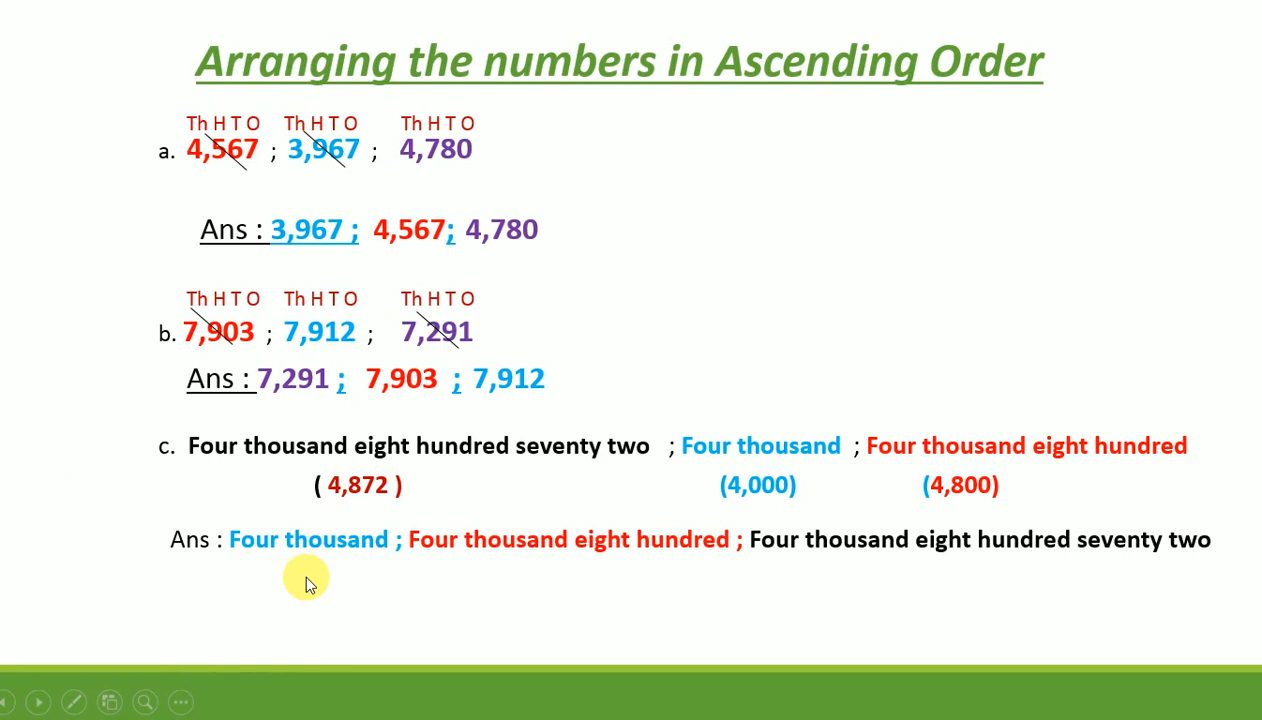 Arranging the numbers in Ascending Order
Th H T O Th H T O Th H T O
a. 4,567 ; 3,967 ; 4,780
Ans : 3,967 ; 4,567; 4,780
Th H T O Th H T O Th H T O
b. 7,903 ; 7,912 ; 7,291
Ans : 7,291 ; 7,903 ; 7,912
c. Four thousand eight hundred seventy two ; Four thousand ; Four thousand eight hundred
( 4,872 ) (4,000) (4,800)
Ans : Four thousand ; Four thousand eight hundred ; Four thousand eight hundred seventy two